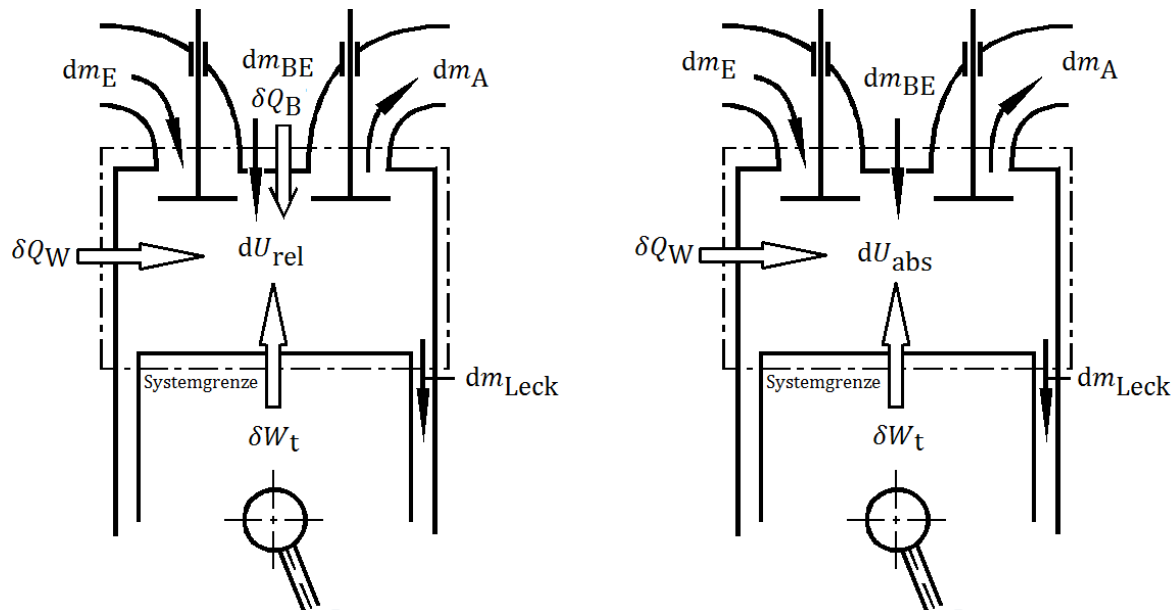 dm_E
dm_BE
δQ_B
dm_A
δQ_W
dU_rel
Systemgrenze
dm_Leck
δW_t
dm_E
dm_BE
dm_A
δQ_W
dU_abs
Systemgrenze
dm_Leck
δW_t